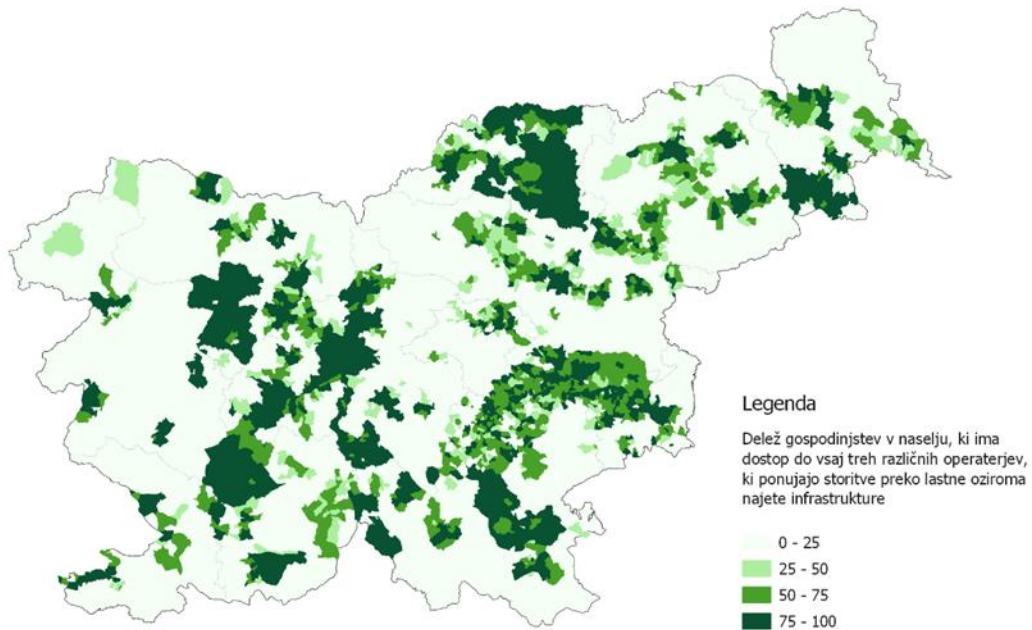 Legenda
Delež gospodinjstev v naselju, ki ima
dostop do vsaj treh različnih operaterjev,
ki ponujajo storitve preko lastne oziroma
najete infrastrukture
0 - 25
25 - 50
50 - 75
75 - 100